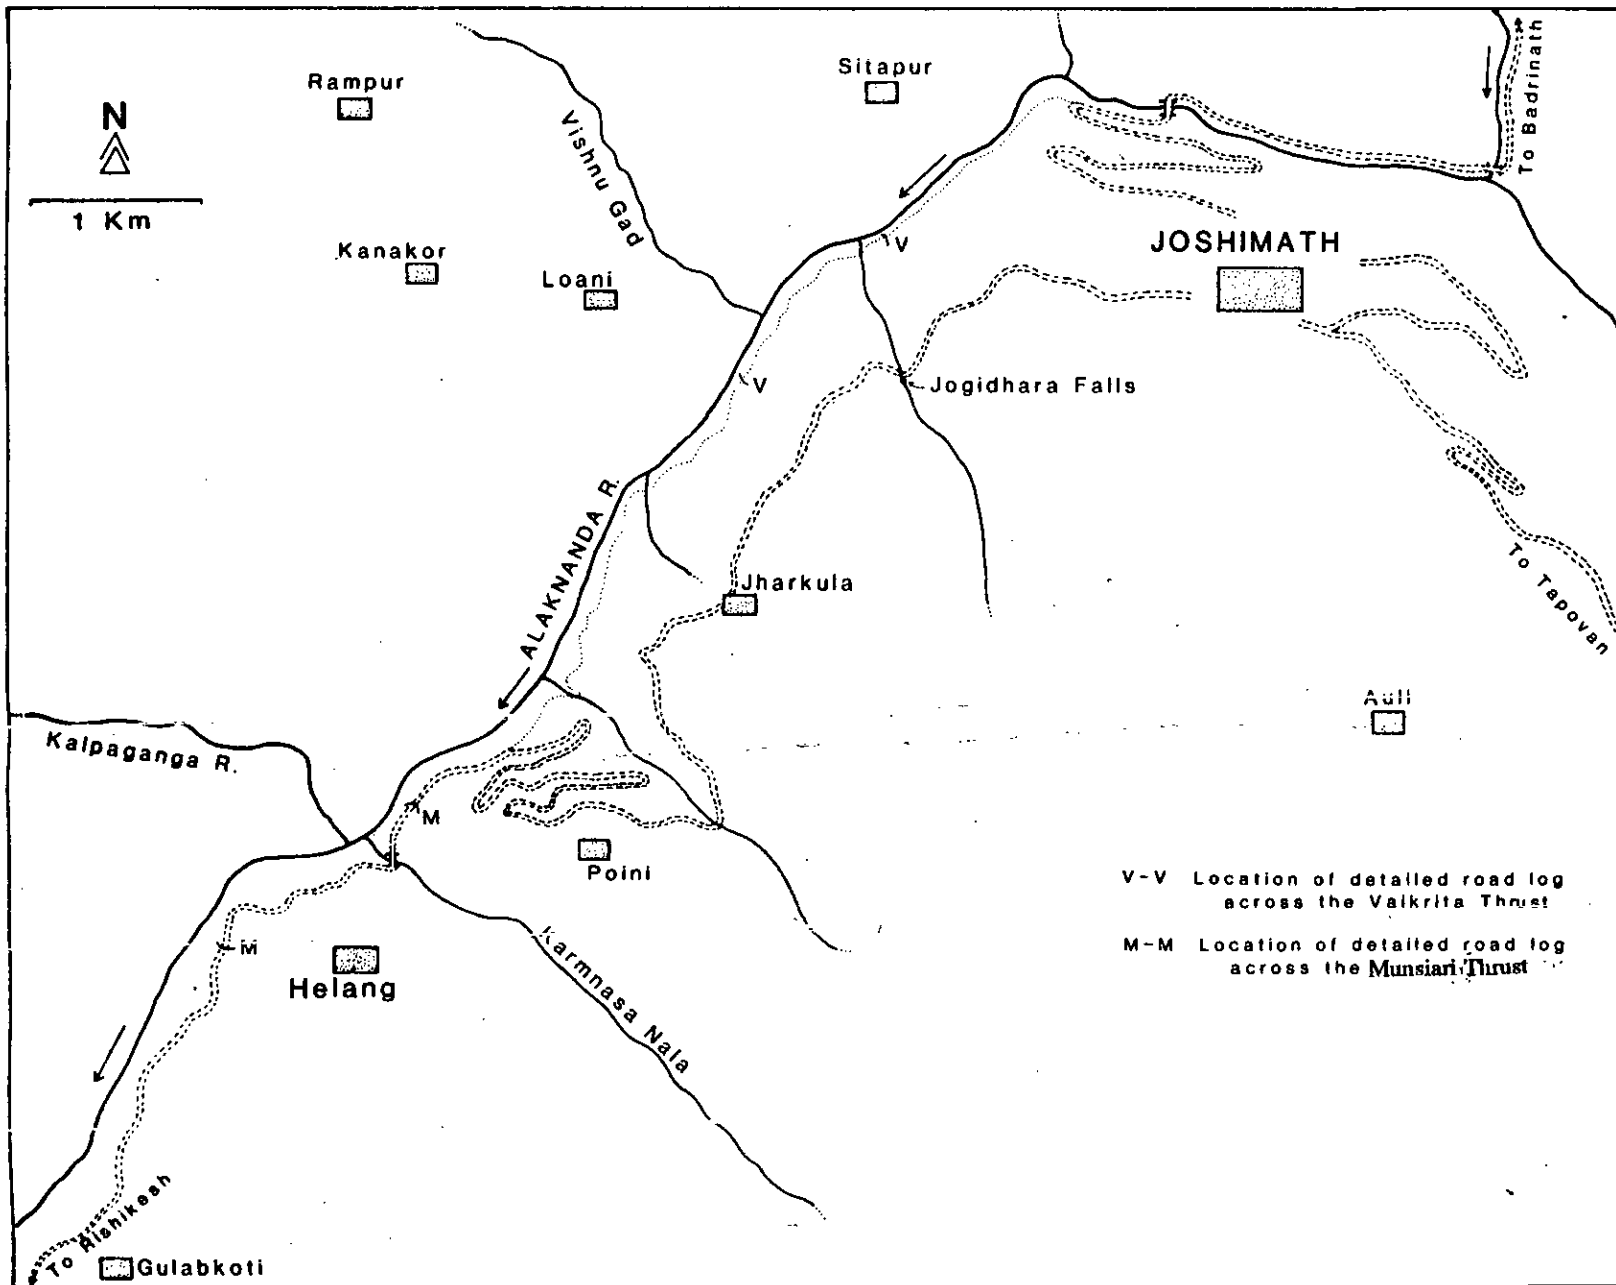 Rampur
Sitapur
N
1 Km
Vishnu Gad
To Badrinath
Kanakor
Loani
V
JOSHIMATH
V
Jogidhara Falls
ALAKNANDA R.
Jharkula
To Tapovan
Auli
Kalpaganga R.
M
Poini
V-V Location of detailed road log
across the Vaikrita Thrust
M
Helang
Karmnasa Nala
M-M Location of detailed road log
across the Munsiari Thrust
To Rishikesh
Gulabkoti